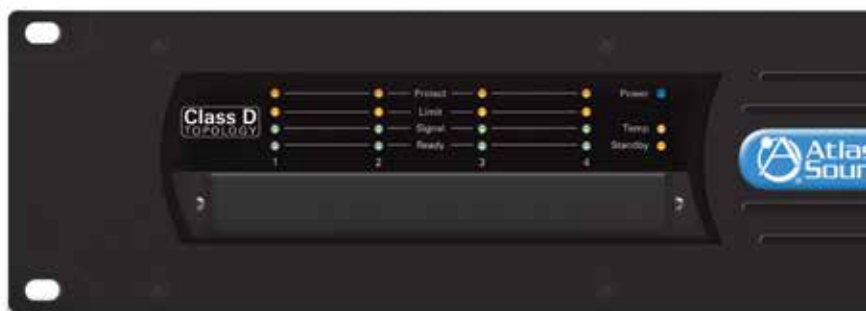 Class D
TOPOLOGY
Protect
Limit
Signal
Ready
1 2 3 4
Power
Temp
Standby
Atlas
Soun